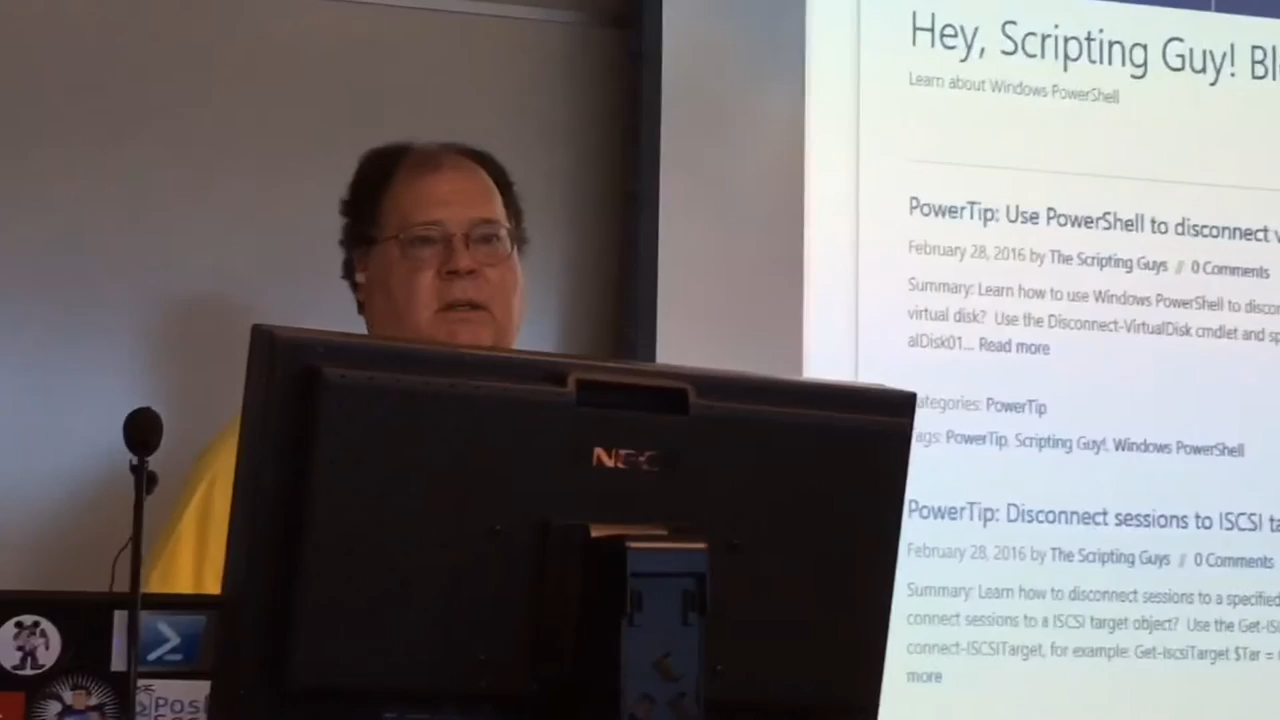 Hey, Scripting Guy! Bl
Learn about Windows PowerShell
PowerTip: Use PowerShell to disconnect v
February 28, 2016 by The Scripting Guys // 0 Comments
Summary: Learn how to use Windows PowerShell to discon
virtual disk? Use the Disconnect-VirtualDisk cmdlet and sp
alDisk01... Read more
ategories: PowerTip
ags: PowerTip, Scripting Guy!, Windows PowerShell
PowerTip: Disconnect sessions to ISCSI ta
February 28, 2016 by The Scripting Guys // 0 Comments
Summary: Learn how to disconnect sessions to a specified
connect sessions to a ISCSI target object? Use the Get-iS
connect-ISCSITarget, for example: Get-IscsiTarget $Tar =
more
NEC